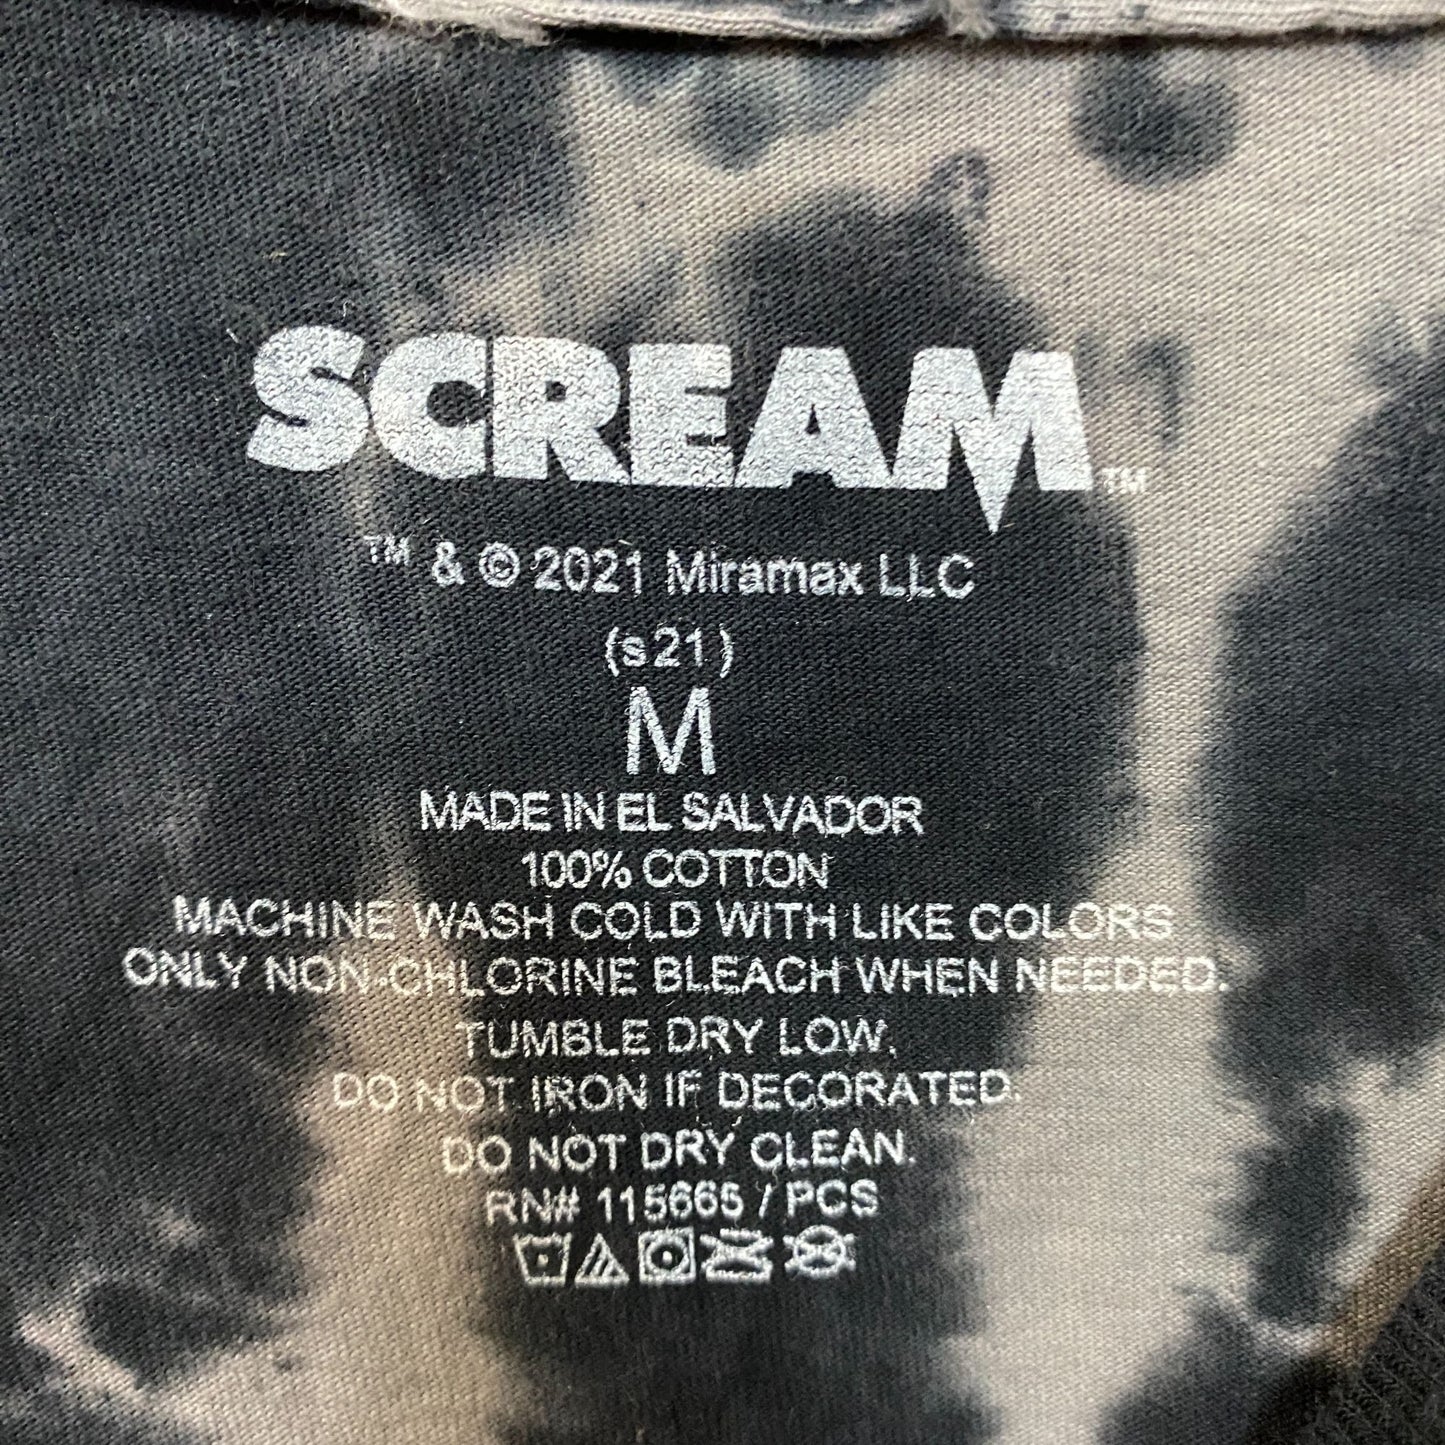 SCREAM™
™ & © 2021 Miramax LLC
(s21)
M
MADE IN EL SALVADOR
100% COTTON
MACHINE WASH COLD WITH LIKE COLORS
ONLY NON-CHLORINE BLEACH WHEN NEEDED.
TUMBLE DRY LOW.
DO NOT IRON IF DECORATED.
DO NOT DRY CLEAN.
RN# 115665 / PCS